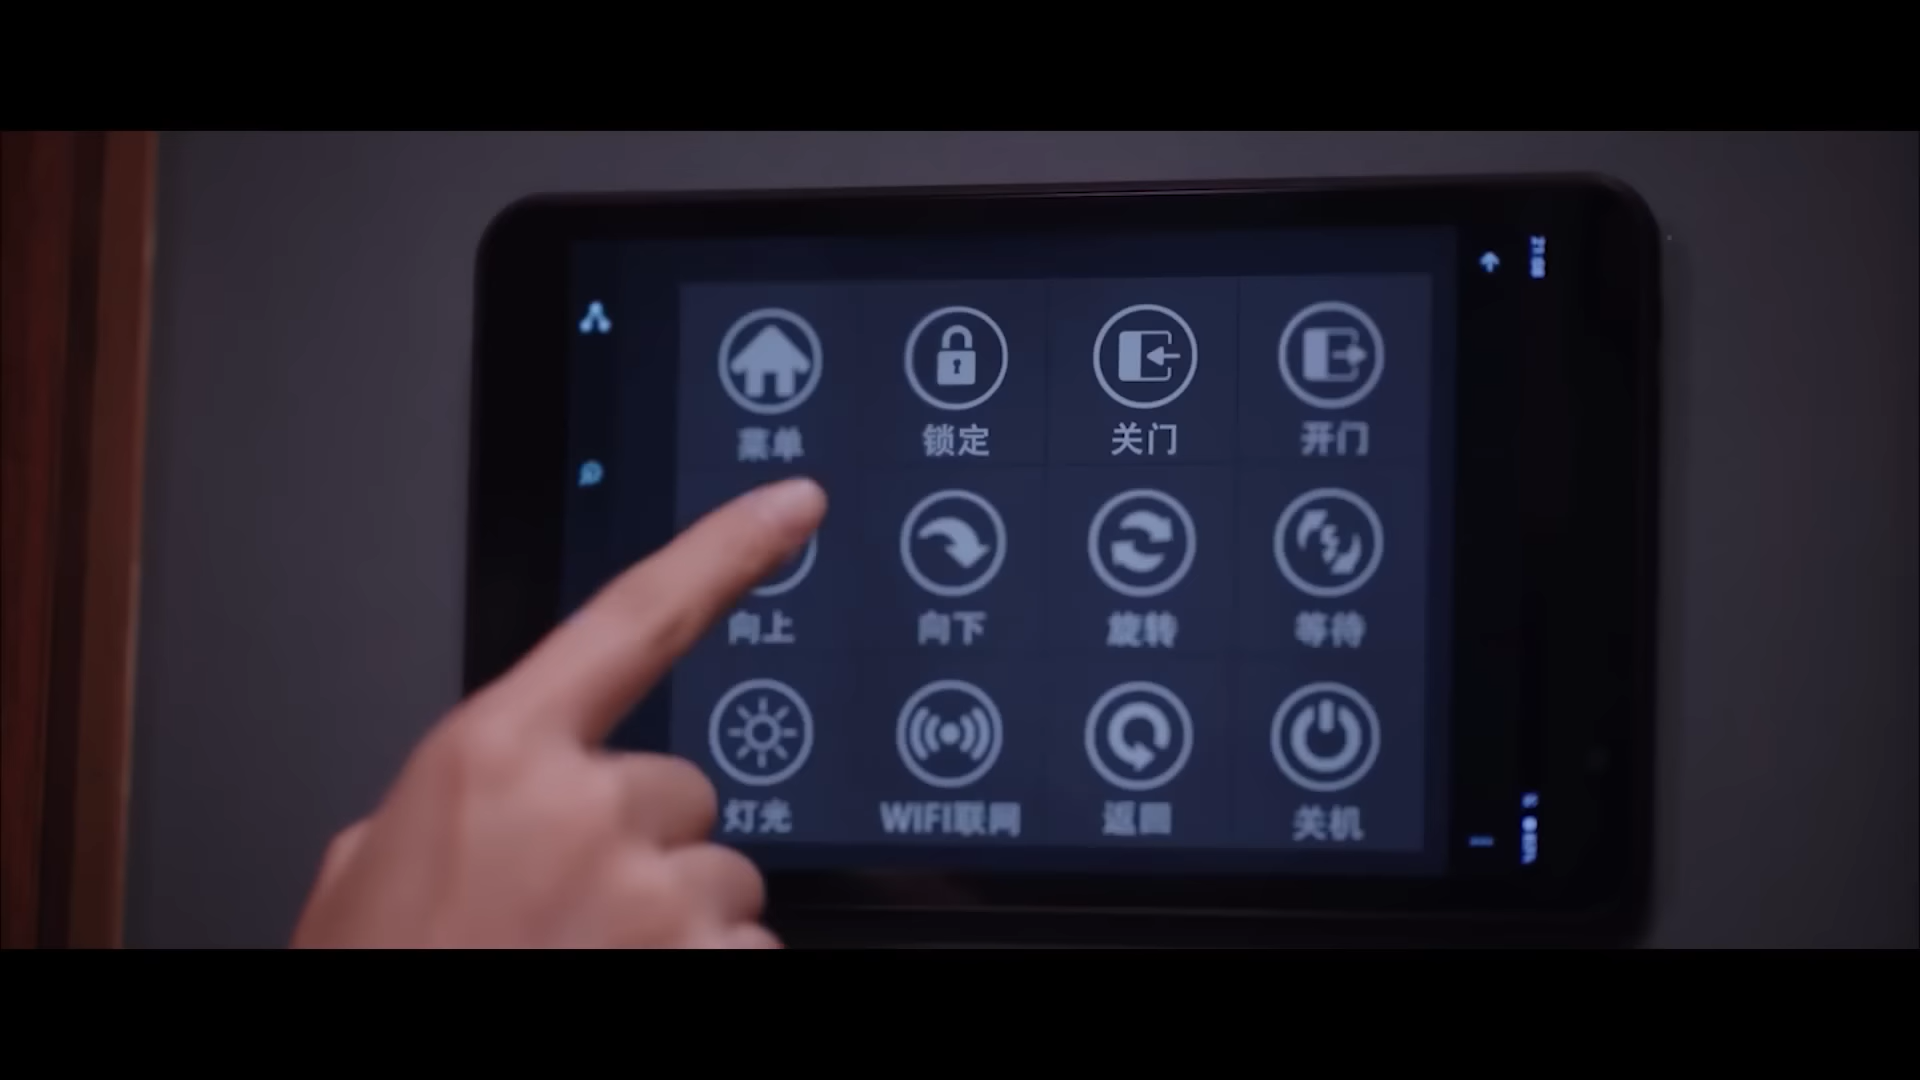 菜单 锁定 关门 开门
向上 向下 旋转 等待
灯光 WIFI联网 返回 关机